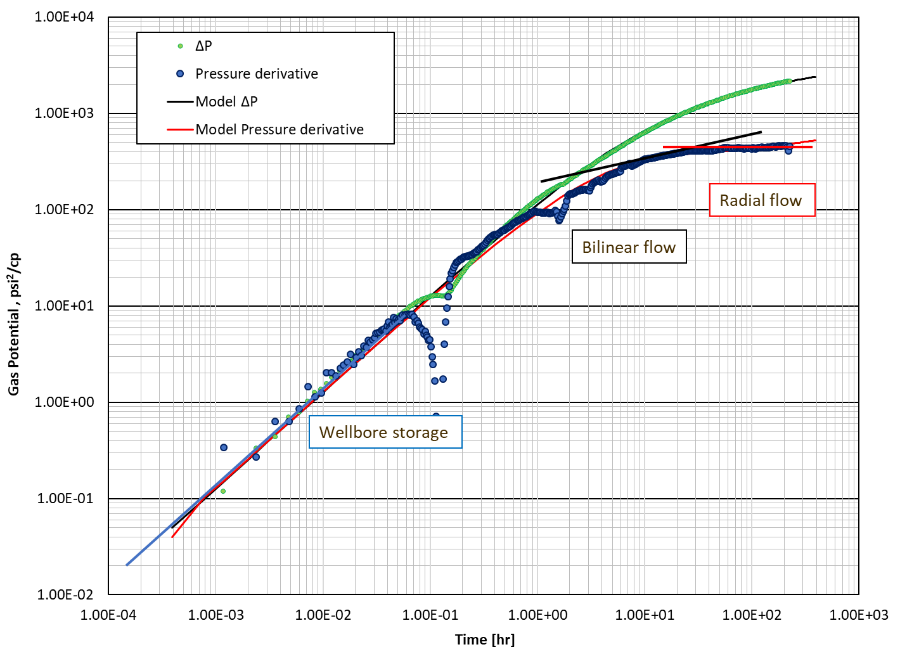 1.00E+04
1.00E+03
1.00E+02
1.00E+01
1.00E+00
1.00E-01
1.00E-02
Gas Potential , psi²/cp
ΔP
Pressure derivative
Model ΔP
Model Pressure derivative
Radial flow
Bilinear flow
Wellbore storage
1.00E-04 1.00E-03 1.00E-02 1.00E-01 1.00E+00 1.00E+01 1.00E+02 1.00E+03
Time [hr]